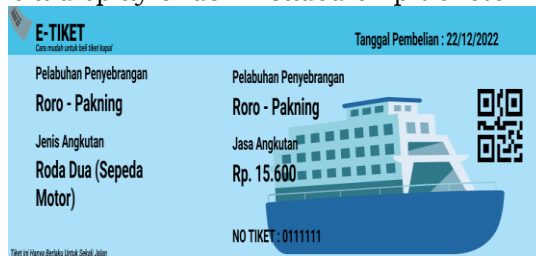 E-TIKET
Cara mudah untuk beli tiket kapal
Tanggal Pembelian : 22/12/2022
Pelabuhan Penyebrangan
Roro - Pakning
Jenis Angkutan
Roda Dua (Sepeda
Motor)
Pelabuhan Penyebrangan
Roro - Pakning
Jasa Angkutan
Rp. 15.600
NO TIKET : 0111111
Tiket ini Hanya Berlaku Untuk Sekali Jalan